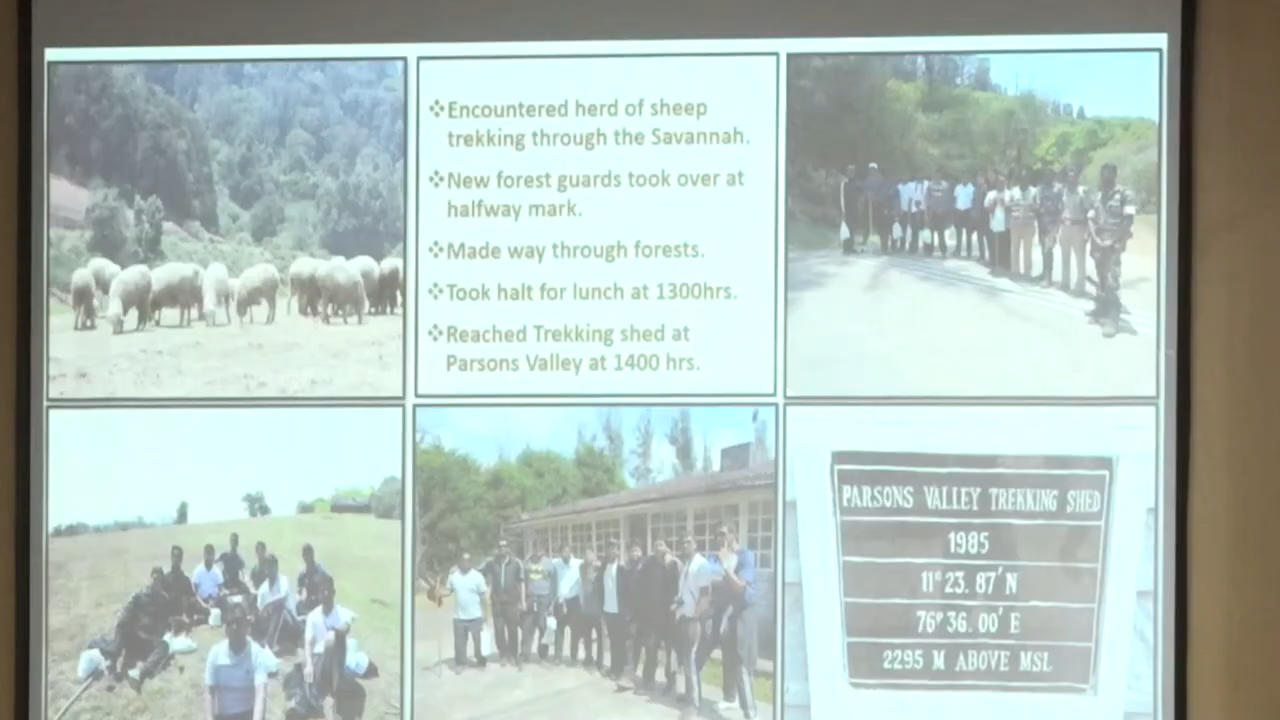 ❖Encountered herd of sheep
trekking through the Savannah.
❖New forest guards took over at
halfway mark.
❖Made way through forests.
❖Took halt for lunch at 1300hrs.
❖Reached Trekking shed at
Parsons Valley at 1400 hrs.
PARSONS VALLEY TREKKING SHED
1985
11° 23. 87′ N
76° 36. 00′ E
2295 M ABOVE MSL